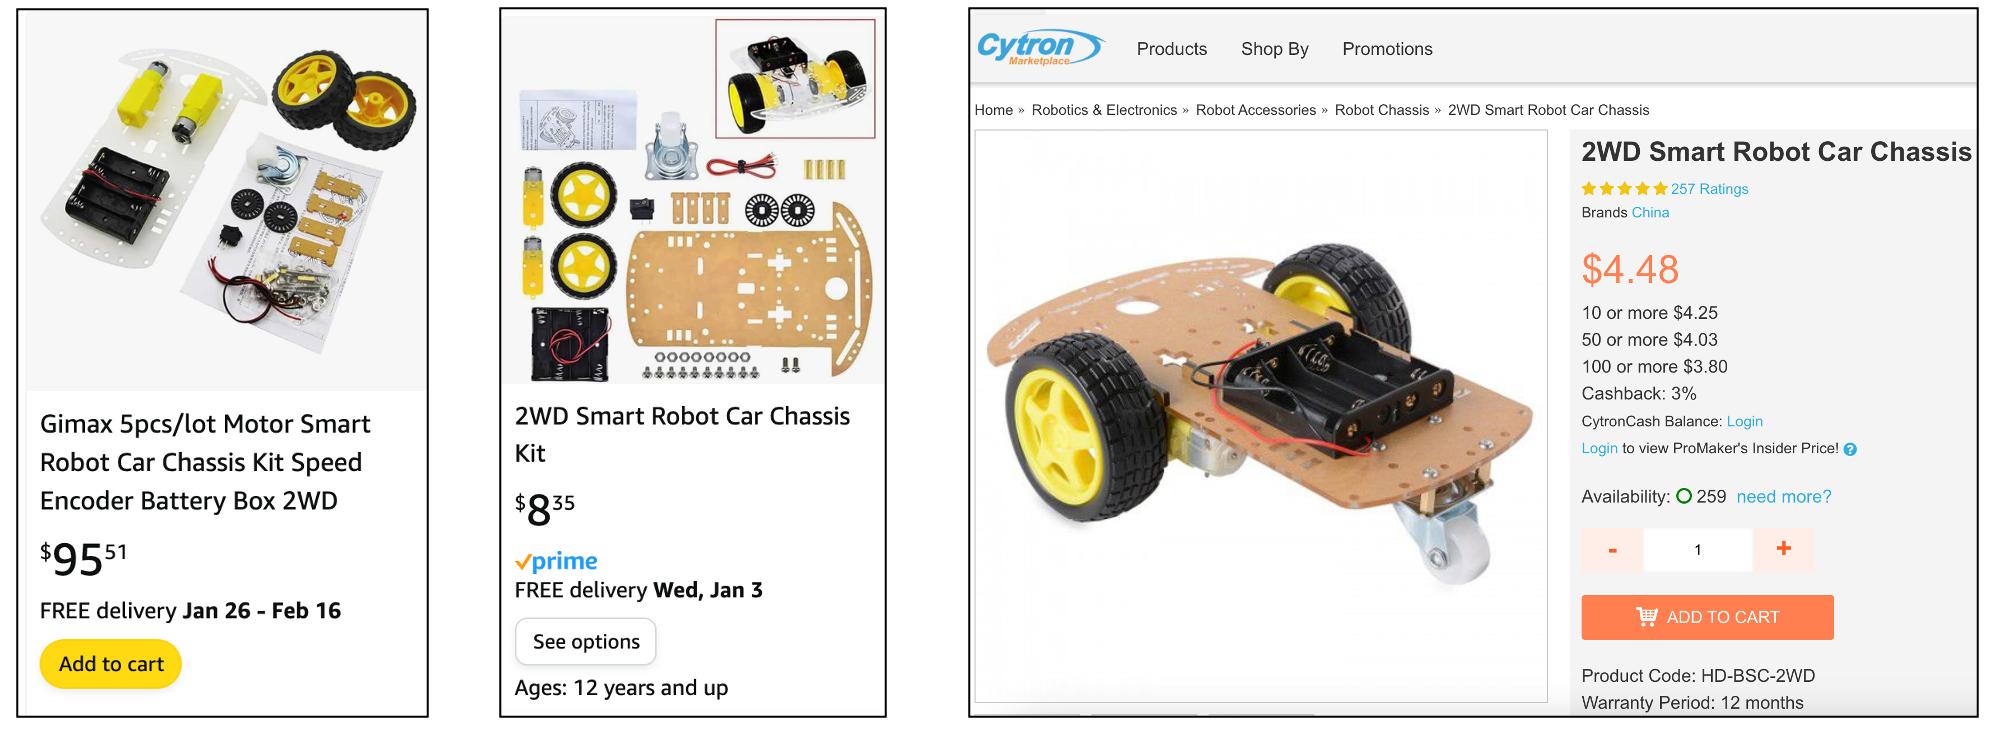 Gimax 5pcs/lot Motor Smart
Robot Car Chassis Kit Speed
Encoder Battery Box 2WD
$95 51
FREE delivery Jan 26 - Feb 16
Add to cart
2WD Smart Robot Car Chassis
Kit
$8 35
prime
FREE delivery Wed, Jan 3
See options
Ages: 12 years and up
Cytron
Marketplace
Products Shop By Promotions
Home » Robotics & Electronics » Robot Accessories » Robot Chassis » 2WD Smart Robot Car Chassis
2WD Smart Robot Car Chassis
257 Ratings
Brands China
$4.48
10 or more $4.25
50 or more $4.03
100 or more $3.80
Cashback: 3%
CytronCash Balance: Login
Login to view ProMaker's Insider Price! ?
Availability: 259 need more?
- 1 +
ADD TO CART
Product Code: HD-BSC-2WD
Warranty Period: 12 months